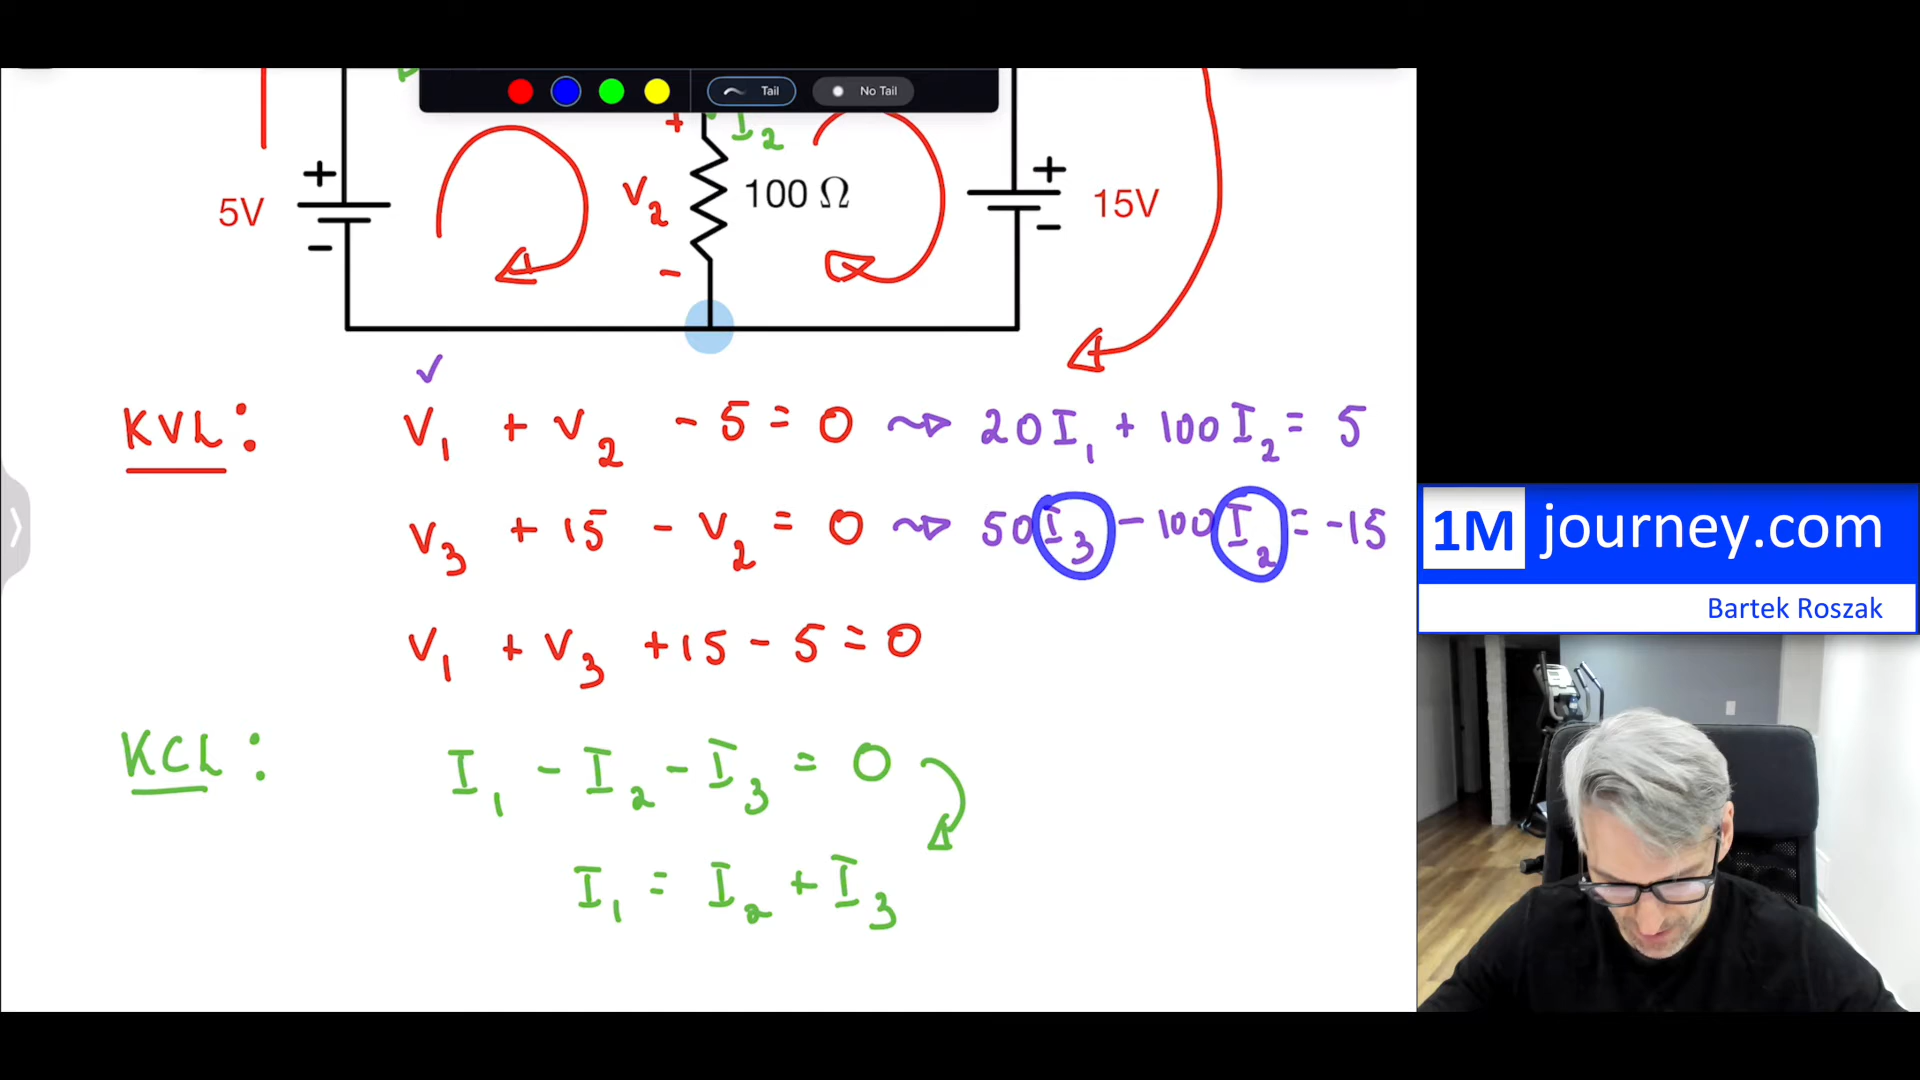 Tail No Tail
+ I₂
+ +
5V V₂ 100 Ω 15V
- - -
KVL: V₁ + V₂ - 5 = 0 ⇝ 20I₁ + 100I₂ = 5
V₃ + 15 - V₂ = 0 ⇝ 50I₃ - 100I₂ = -15
V₁ + V₃ + 15 - 5 = 0
KCL: I₁ - I₂ - I₃ = 0
I₁ = I₂ + I₃
1M journey.com
Bartek Roszak